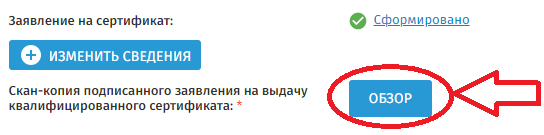 Заявление на сертификат:
Сформировано
ИЗМЕНИТЬ СВЕДЕНИЯ
Скан-копия подписанного заявления на выдачу
квалифицированного сертификата: *
ОБЗОР